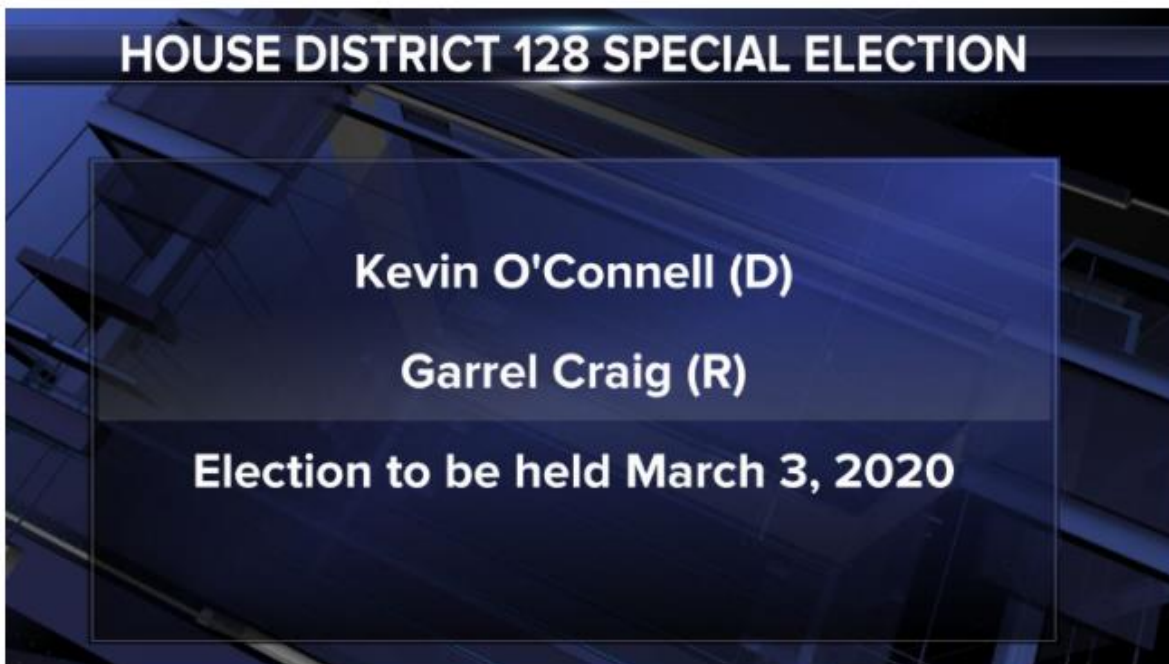 HOUSE DISTRICT 128 SPECIAL ELECTION
Kevin O'Connell (D)
Garrel Craig (R)
Election to be held March 3, 2020